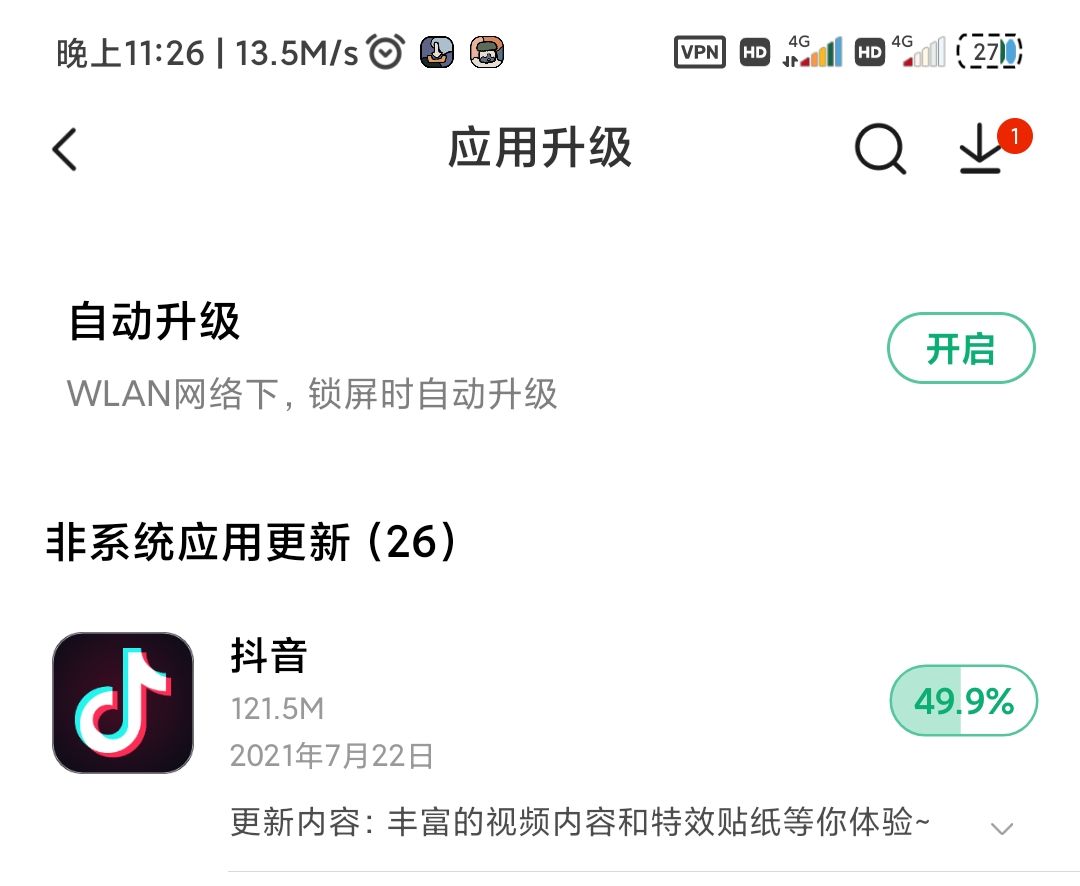 晚上11:26 | 13.5M/s
VPN HD 4G HD 4G 27
应用升级
1
自动升级
开启
WLAN网络下，锁屏时自动升级
非系统应用更新（26）
抖音
121.5M
49.9%
2021年7月22日
更新内容：丰富的视频内容和特效贴纸等你体验~